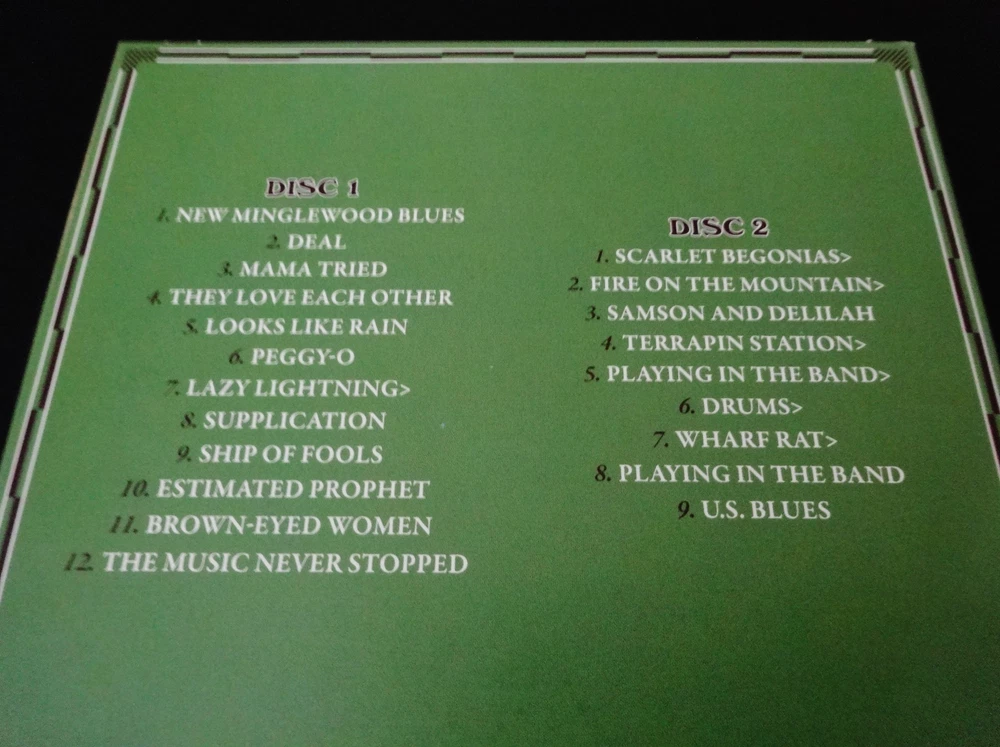 DISC 1
1. NEW MINGLEWOOD BLUES
2. DEAL
3. MAMA TRIED
4. THEY LOVE EACH OTHER
5. LOOKS LIKE RAIN
6. PEGGY-O
7. LAZY LIGHTNING>
8. SUPPLICATION
9. SHIP OF FOOLS
10. ESTIMATED PROPHET
11. BROWN-EYED WOMEN
12. THE MUSIC NEVER STOPPED
DISC 2
1. SCARLET BEGONIAS>
2. FIRE ON THE MOUNTAIN>
3. SAMSON AND DELILAH
4. TERRAPIN STATION>
5. PLAYING IN THE BAND>
6. DRUMS>
7. WHARF RAT>
8. PLAYING IN THE BAND
9. U.S. BLUES